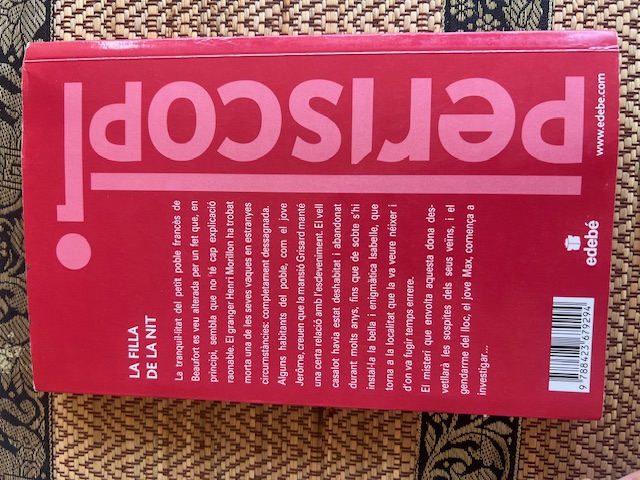 periscopi
LA FILLA
DE LA NIT
La tranquil·litat del petit poble francès de
Beaufort es veu alterada per un fet que, en
principi, sembla que no té cap explicació
raonable. El granger Henri Morillon ha trobat
morta una de les seves vaques en estranyes
circumstàncies: completament dessagnada.
Alguns habitants del poble, com el jove
Jerôme, creuen que la mansió Grisard manté
una certa relació amb l'esdeveniment. El vell
casalot havia estat deshabitat i abandonat
durant molts anys, fins que de sobte s'hi
instal·la la bella i enigmàtica Isabelle, que
torna a la localitat que la va veure néixer i
d'on va fugir temps enrere.
El misteri que envolta aquesta dona des-
vetllarà les sospites dels seus veïns, i el
gendarme del lloc, el jove Max, comença a
investigar...
www.edebe.com
edebé
9 788423 679394